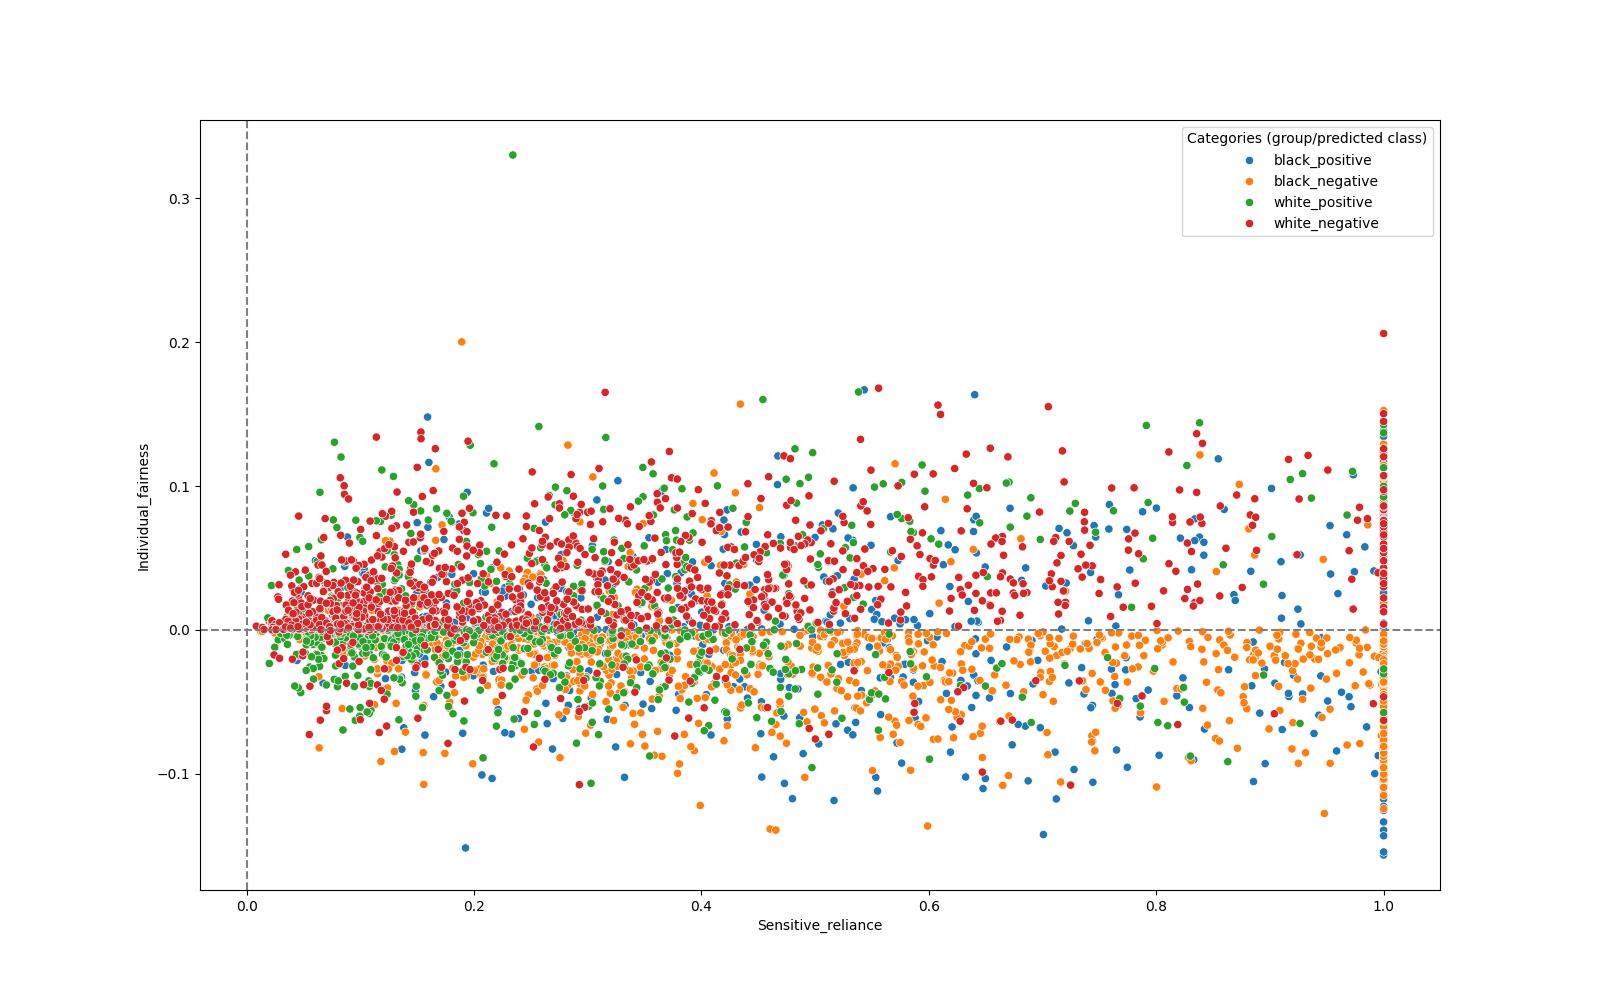 Categories (group/predicted class)
black_positive
black_negative
white_positive
white_negative
0.3
0.2
0.1
0.0
−0.1
Individual_fairness
0.0 0.2 0.4 0.6 0.8 1.0
Sensitive_reliance